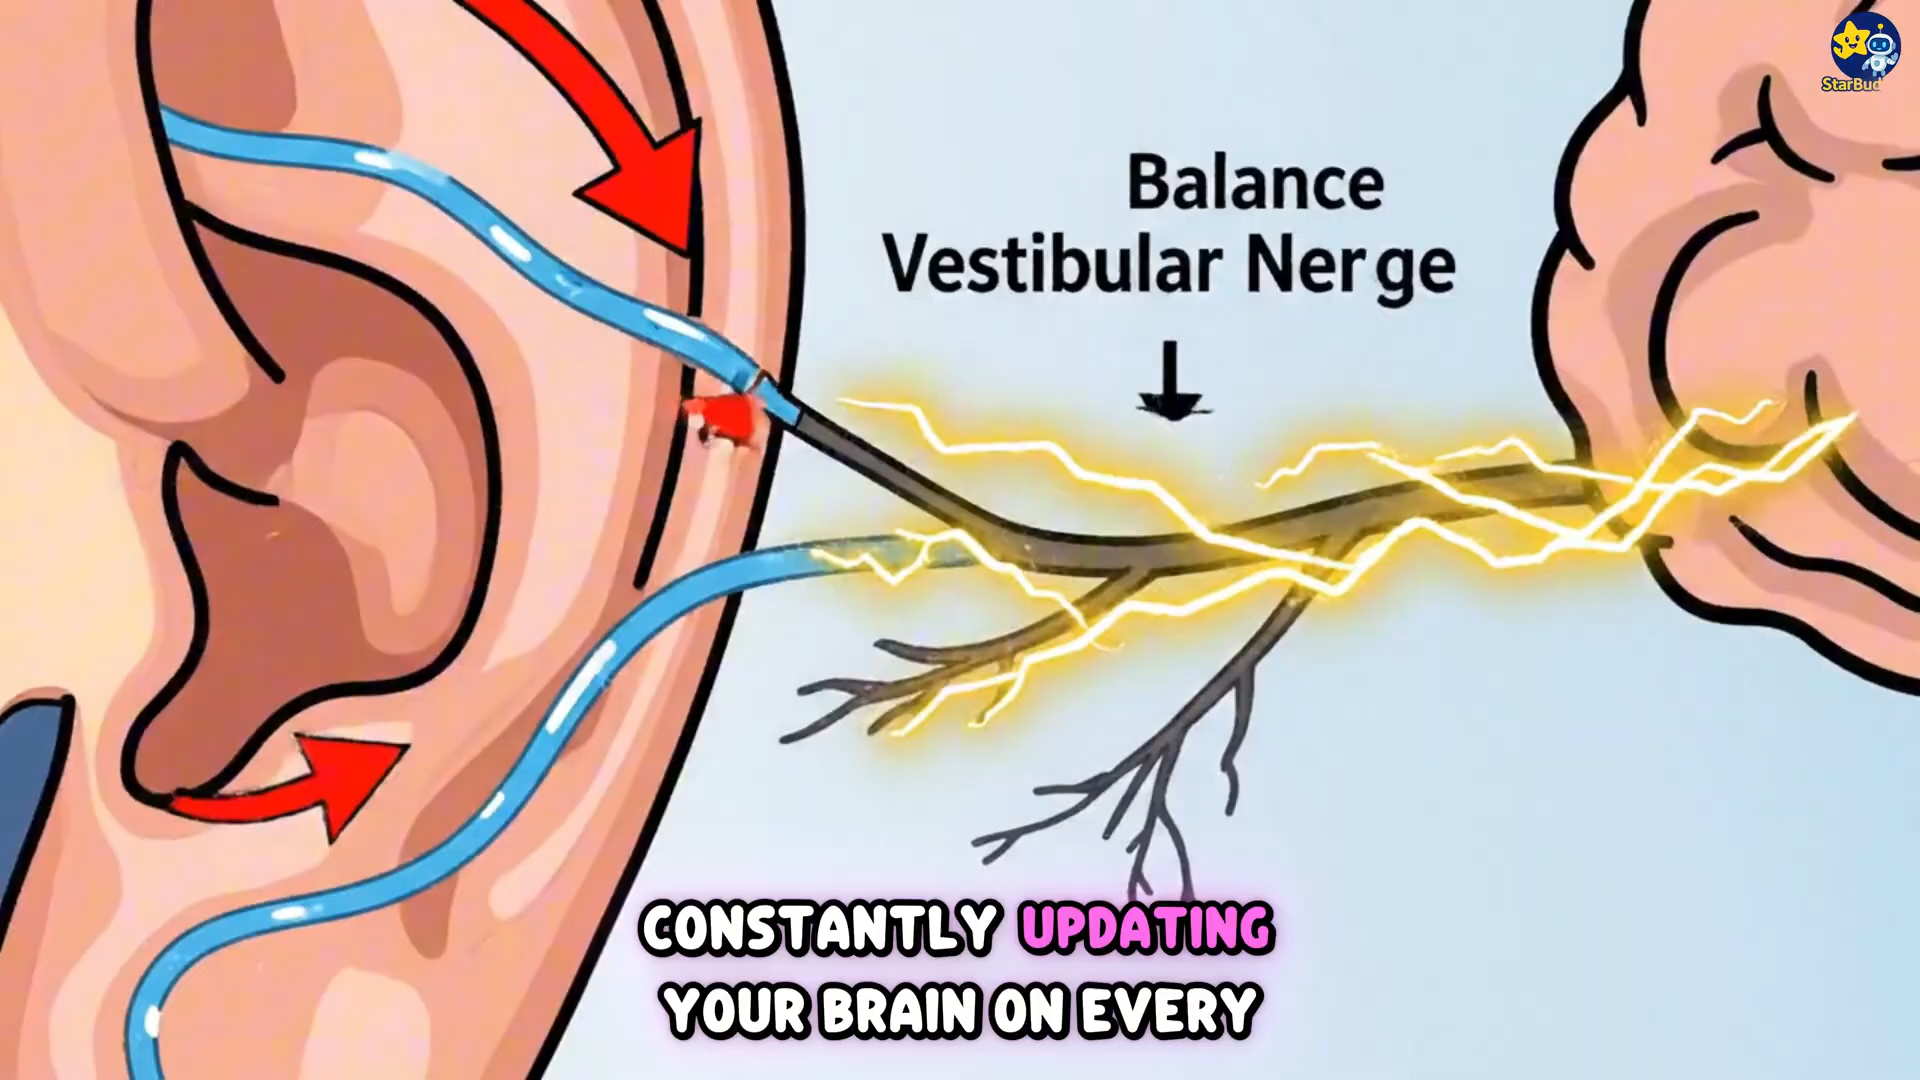 StarBud
Balance
Vestibular Nerge
CONSTANTLY UPDATING
YOUR BRAIN ON EVERY